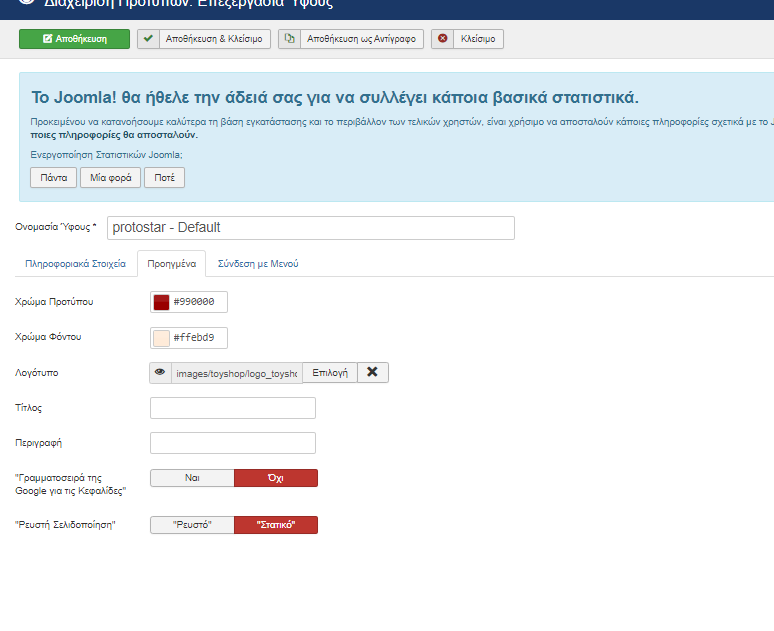 Διαχείριση Προτύπων: Επεξεργασία Ύφους
Αποθήκευση Αποθήκευση & Κλείσιμο Αποθήκευση ως Αντίγραφο Κλείσιμο
Το Joomla! θα ήθελε την άδειά σας για να συλλέγει κάποια βασικά στατιστικά.
Προκειμένου να κατανοήσουμε καλύτερα τη βάση εγκατάστασης και το περιβάλλον των τελικών χρηστών, είναι χρήσιμο να αποσταλούν κάποιες πληροφορίες σχετικά με το J
ποιες πληροφορίες θα αποσταλούν.
Ενεργοποίηση Στατιστικών Joomla;
Πάντα Μία φορά Ποτέ
Ονομασία Ύφους * protostar - Default
Πληροφοριακά Στοιχεία Προηγμένα Σύνδεση με Μενού
Χρώμα Προτύπου #990000
Χρώμα Φόντου #ffebd9
Λογότυπο images/toyshop/logo_toysho Επιλογή
Τίτλος
Περιγραφή
"Γραμματοσειρά της
Google για τις Κεφαλίδες" Ναι Όχι
"Ρευστή Σελιδοποίηση" "Ρευστό" "Στατικό"